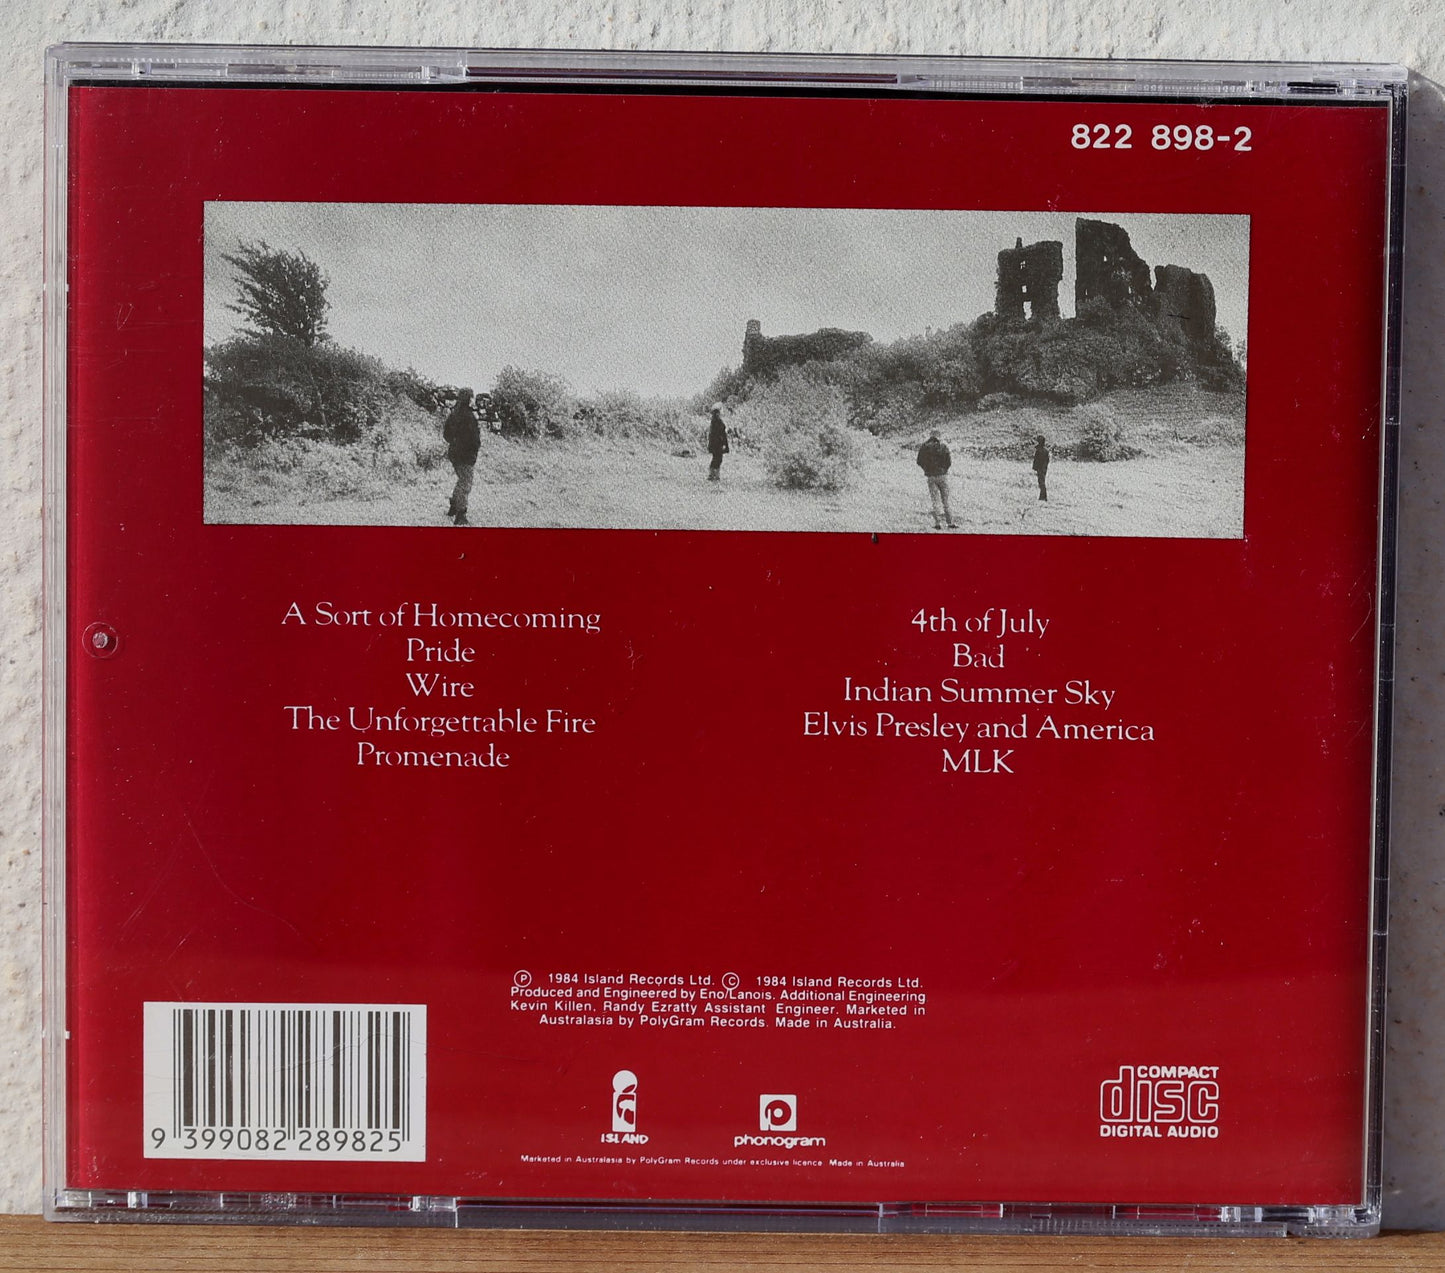 822 898-2
A Sort of Homecoming
Pride
Wire
The Unforgettable Fire
Promenade
4th of July
Bad
Indian Summer Sky
Elvis Presley and America
MLK
Ⓟ 1984 Island Records Ltd. © 1984 Island Records Ltd.
Produced and Engineered by Eno/Lanois. Additional Engineering
Kevin Killen, Randy Ezratty Assistant Engineer. Marketed in
Australasia by PolyGram Records. Made in Australia.
9 399082 289825
ISLAND
phonogram
COMPACT
disc
DIGITAL AUDIO
Marketed in Australasia by PolyGram Records under exclusive licence Made in Australia